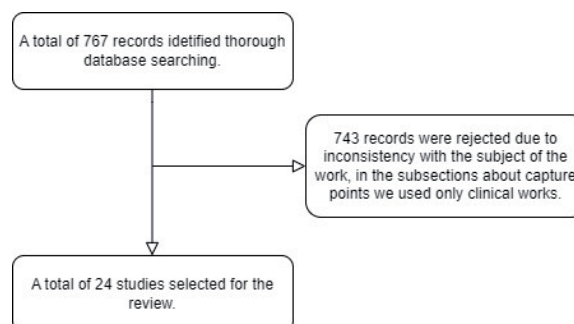 A total of 767 records idetified thorough
database searching.
743 records were rejected due to
inconsistency with the subject of the
work, in the subsections about capture
points we used only clinical works.
A total of 24 studies selected for the
review.